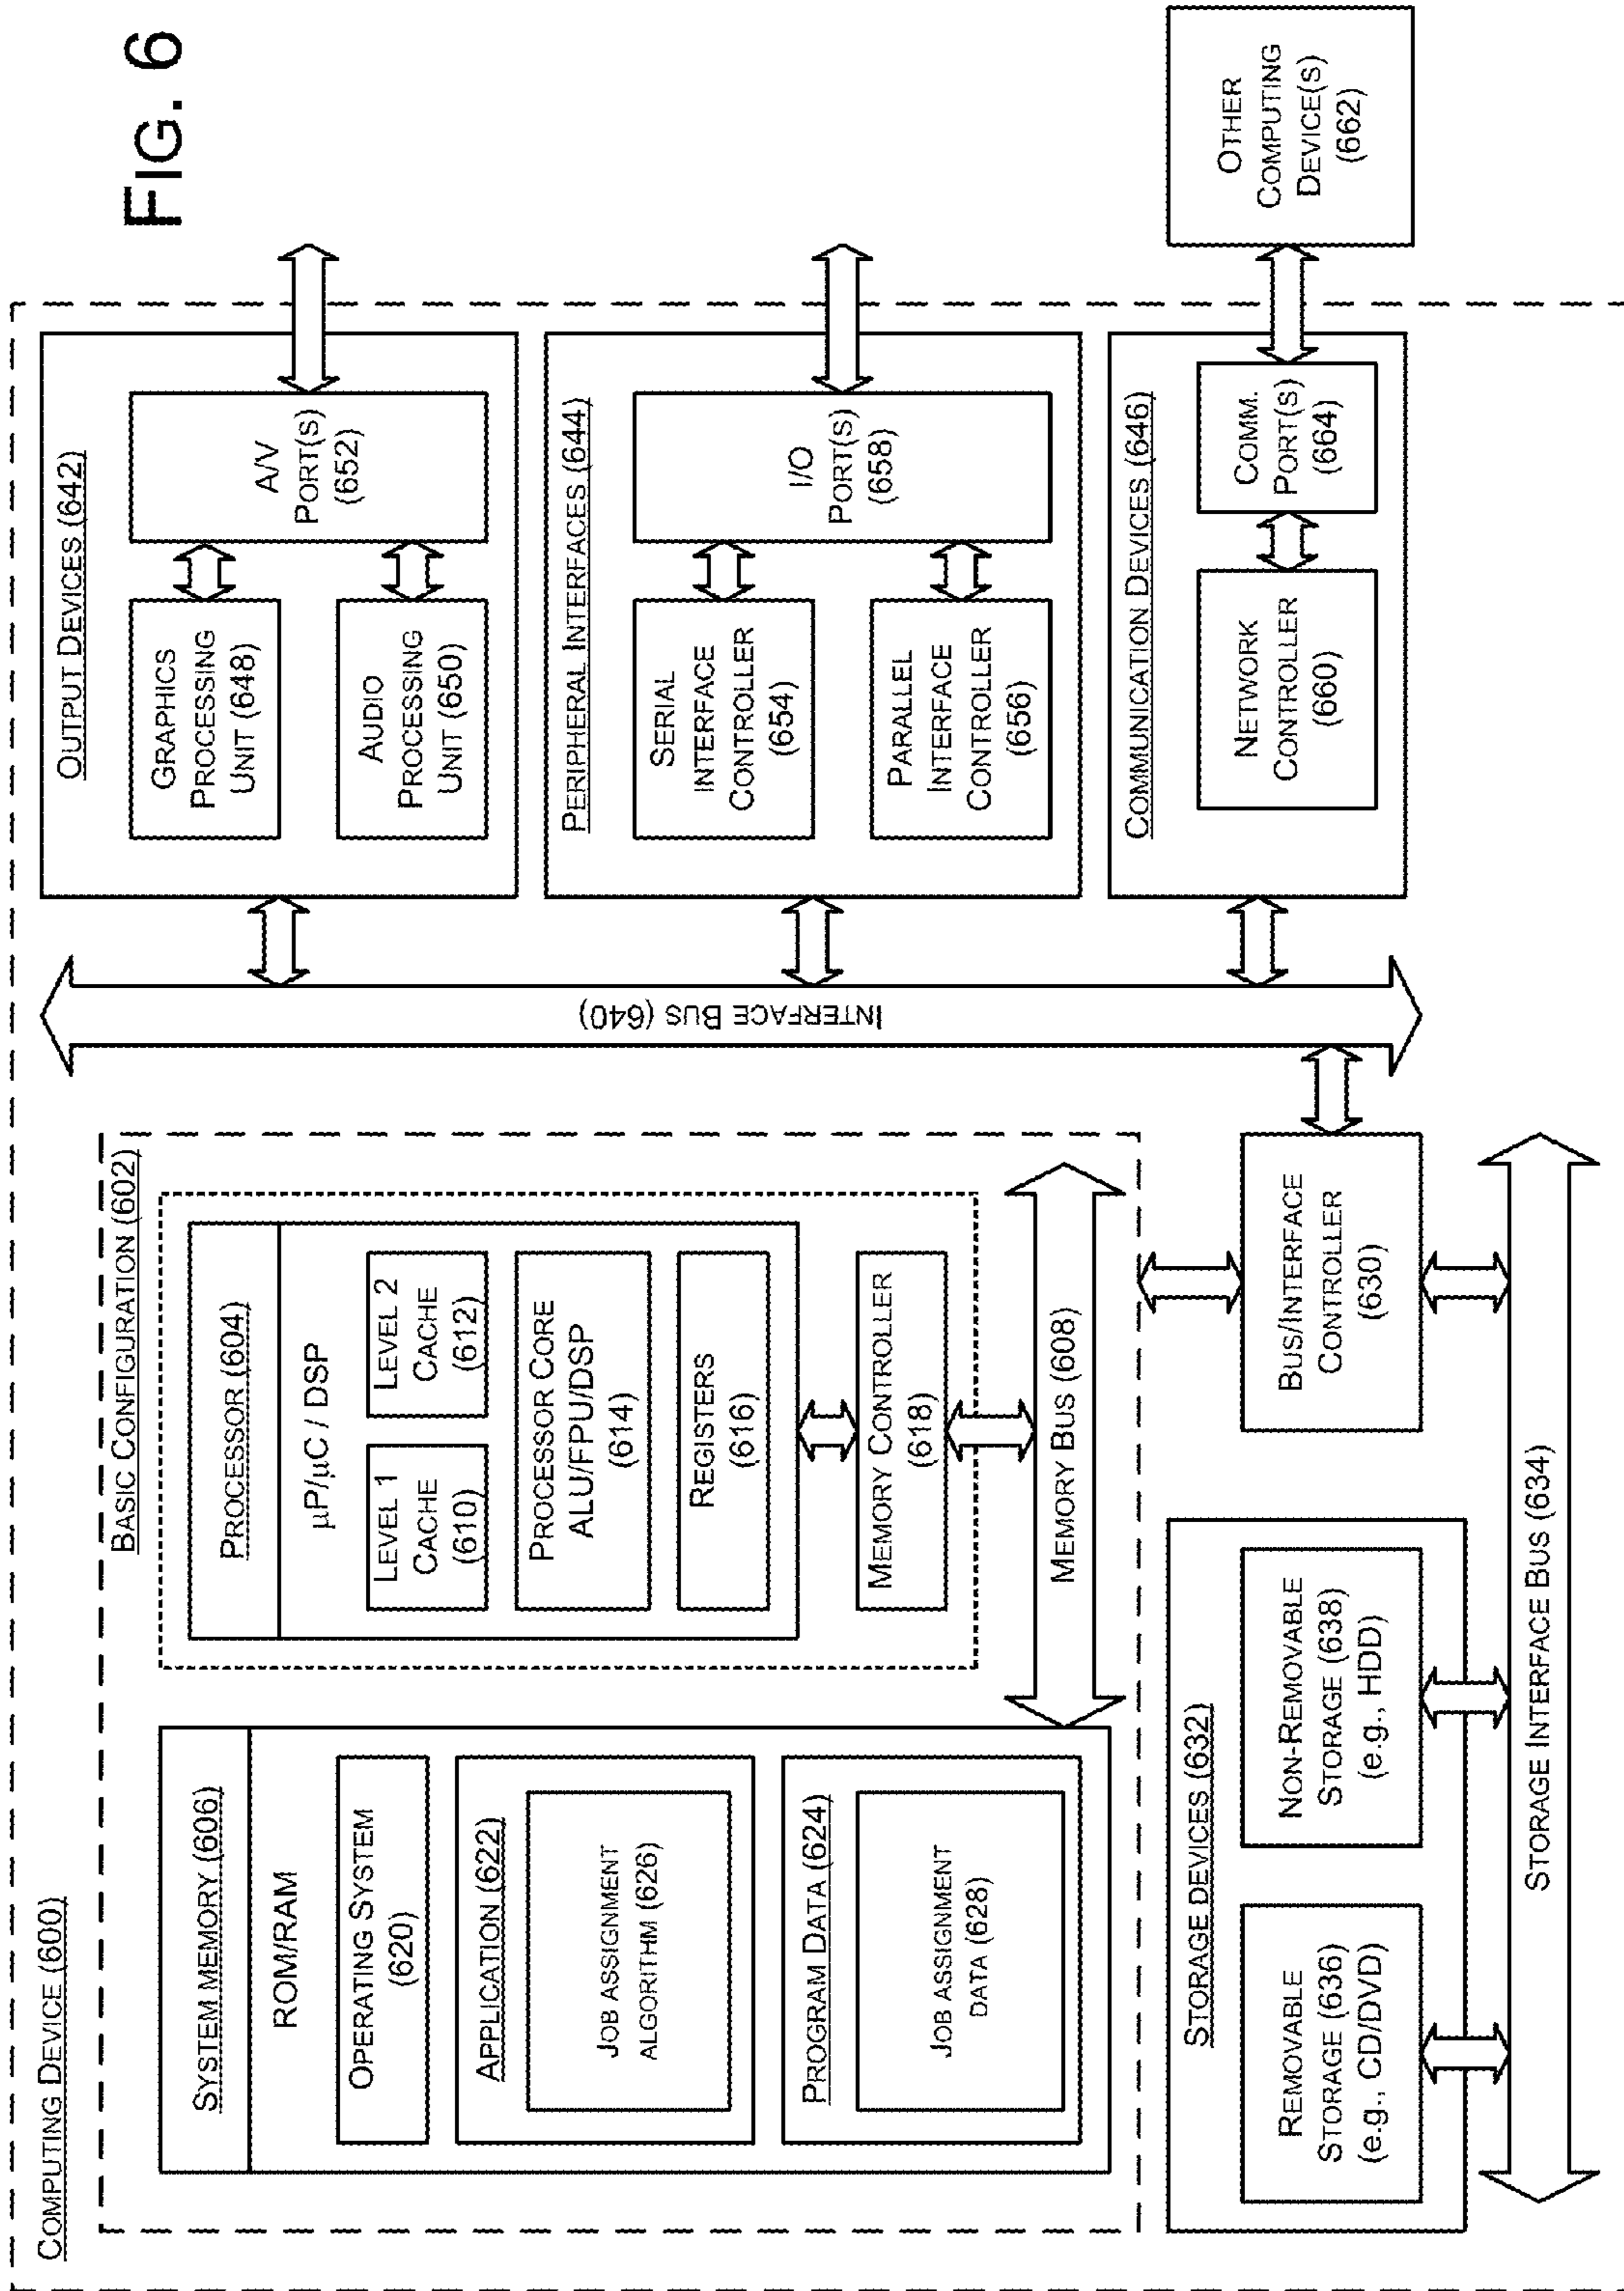 FIG. 6
COMPUTING DEVICE (600)
BASIC CONFIGURATION (602)
SYSTEM MEMORY (606)
ROM/RAM
OPERATING SYSTEM
(620)
APPLICATION (622)
JOB ASSIGNMENT
ALGORITHM (626)
PROGRAM DATA (624)
JOB ASSIGNMENT
DATA (628)
PROCESSOR (604)
µP/µC / DSP
LEVEL 1
CACHE
(610)
LEVEL 2
CACHE
(612)
PROCESSOR CORE
ALU/FPU/DSP
(614)
REGISTERS
(616)
MEMORY CONTROLLER
(618)
MEMORY BUS (608)
BUS/INTERFACE
CONTROLLER
(630)
STORAGE DEVICES (632)
REMOVABLE
STORAGE (636)
(e.g., CD/DVD)
NON-REMOVABLE
STORAGE (638)
(e.g., HDD)
STORAGE INTERFACE BUS (634)
INTERFACE BUS (640)
OUTPUT DEVICES (642)
GRAPHICS
PROCESSING
UNIT (648)
AUDIO
PROCESSING
UNIT (650)
A/V
PORT(S)
(652)
PERIPHERAL INTERFACES (644)
SERIAL
INTERFACE
CONTROLLER
(654)
PARALLEL
INTERFACE
CONTROLLER
(656)
I/O
PORT(S)
(658)
COMMUNICATION DEVICES (646)
NETWORK
CONTROLLER
(660)
COMM.
PORT(S)
(664)
OTHER
COMPUTING
DEVICE(S)
(662)